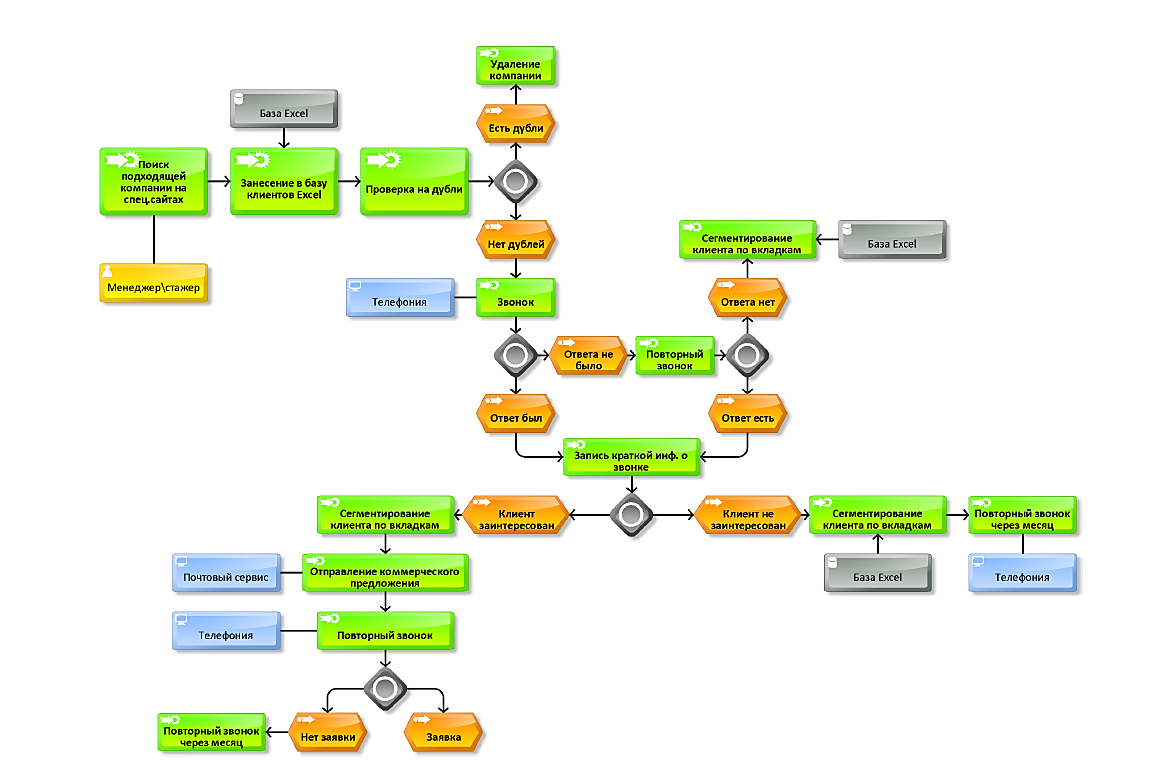 Удаление
компании
База Excel
Есть дубли
Поиск
подходящей
компании на
спец.сайтах
Занесение в базу
клиентов Excel
Проверка на дубли
Нет дублей
Сегментирование
клиента по вкладкам
База Excel
Менеджер\стажер
Телефония
Звонок
Ответа нет
Ответа не
было
Повторный
звонок
Ответ был
Ответ есть
Запись краткой инф. о
звонке
Сегментирование
клиента по вкладкам
Клиент
заинтересован
Клиент не
заинтересован
Сегментирование
клиента по вкладкам
Повторный звонок
через месяц
Почтовый сервис
Отправление коммерческого
предложения
База Excel
Телефония
Телефония
Повторный звонок
Повторный звонок
через месяц
Нет заявки
Заявка